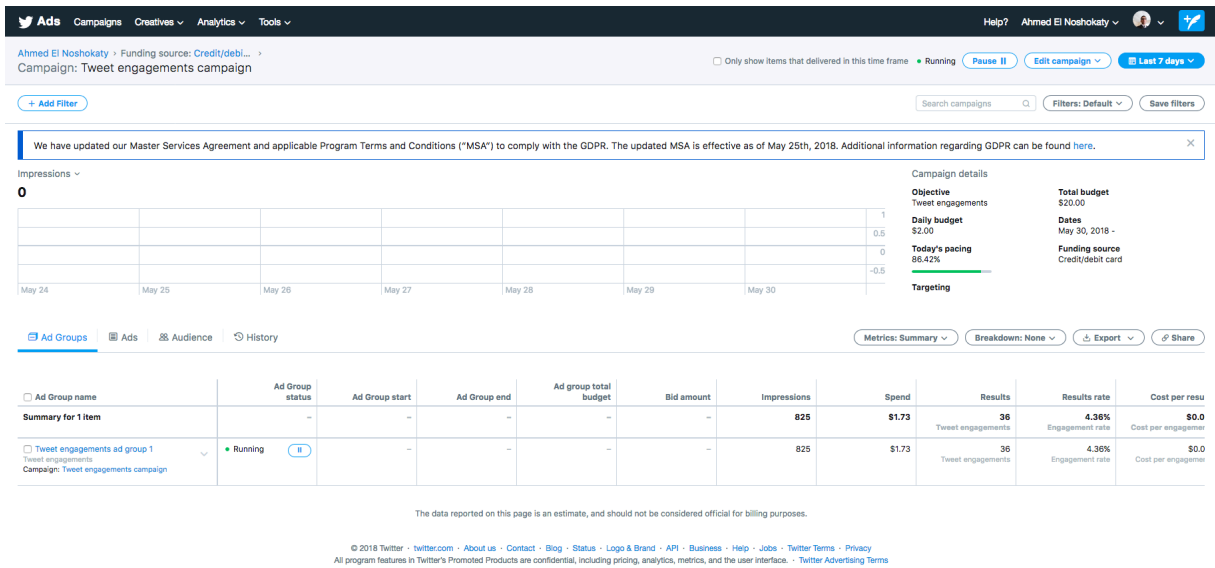 Ads Campaigns Creatives Analytics Tools Help? Ahmed El Noshokaty
Ahmed El Noshokaty › Funding source: Credit/debi... ›
Campaign: Tweet engagements campaign
Only show items that delivered in this time frame Running Pause Edit campaign Last 7 days
+ Add Filter Search campaigns Filters: Default Save filters
We have updated our Master Services Agreement and applicable Program Terms and Conditions ("MSA") to comply with the GDPR. The updated MSA is effective as of May 25th, 2018. Additional information regarding GDPR can be found here. ×
Impressions
0
1
0.5
0
-0.5
May 24 May 25 May 26 May 27 May 28 May 29 May 30
Campaign details
Objective Total budget
Tweet engagements $20.00
Daily budget Dates
$2.00 May 30, 2018 -
Today's pacing Funding source
86.42% Credit/debit card
Targeting
Ad Groups Ads Audience History Metrics: Summary Breakdown: None Export Share
Ad Group name Ad Group status Ad Group start Ad Group end Ad group total budget Bid amount Impressions Spend Results Results rate Cost per resu
Summary for 1 item – – – – – 825 $1.73 36 4.36% $0.0
Tweet engagements Engagement rate Cost per engagemen
Tweet engagements ad group 1 Running – – – – 825 $1.73 36 4.36% $0.0
Tweet engagements Tweet engagements Engagement rate Cost per engagemen
Campaign: Tweet engagements campaign
The data reported on this page is an estimate, and should not be considered official for billing purposes.
© 2018 Twitter · twitter.com · About us · Contact · Blog · Status · Logo & Brand · API · Business · Help · Jobs · Twitter Terms · Privacy
All program features in Twitter's Promoted Products are confidential, including pricing, analytics, metrics, and the user interface. · Twitter Advertising Terms